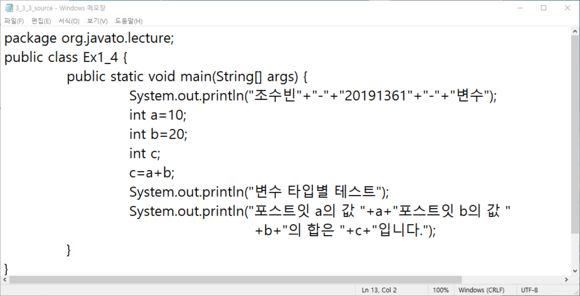 3_3_3_source - Windows 메모장
파일(F) 편집(E) 서식(O) 보기(V) 도움말(H)
package org.javato.lecture;
public class Ex1_4 {
public static void main(String[] args) {
System.out.println("조수빈"+"-"+"20191361"+"-"+"변수");
int a=10;
int b=20;
int c;
c=a+b;
System.out.println("변수 타입별 테스트");
System.out.println("포스트잇 a의 값 "+a+"포스트잇 b의 값 "
+b+"의 합은 "+c+"입니다.");
}
}
Ln 13, Col 2 100% Windows (CRLF) UTF-8